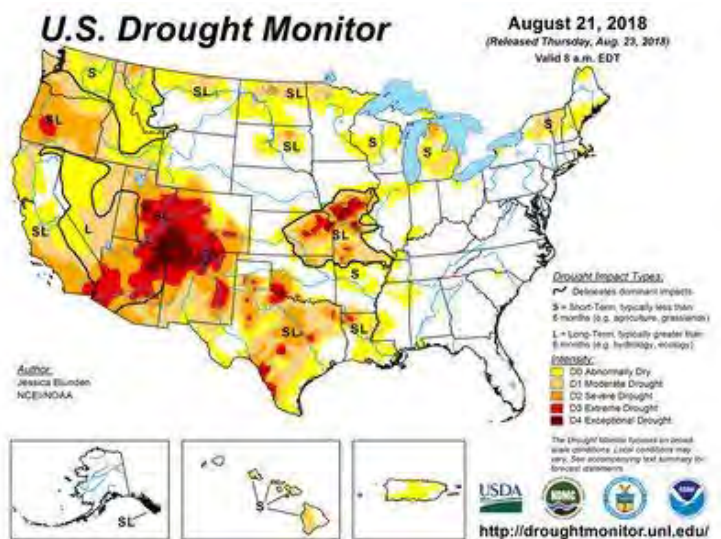 U.S. Drought Monitor
August 21, 2018
(Released Thursday, Aug. 23, 2018)
Valid 8 a.m. EDT
S
SL
SL
SL
SL
S
S
S
SL
L
SL
S
SL
SL
Drought Impact Types:
Delineates dominant impacts
S = Short-Term, typically less than
6 months (e.g. agriculture, grasslands)
L = Long-Term, typically greater than
6 months (e.g. hydrology, ecology)
Intensity:
D0 Abnormally Dry
D1 Moderate Drought
D2 Severe Drought
D3 Extreme Drought
D4 Exceptional Drought
Author:
Jessica Blunden
NCEI/NOAA
The Drought Monitor focuses on broad-
scale conditions. Local conditions may
vary. See accompanying text summary for
forecast statements.
SL
S
USDA
NDMC
http://droughtmonitor.unl.edu/